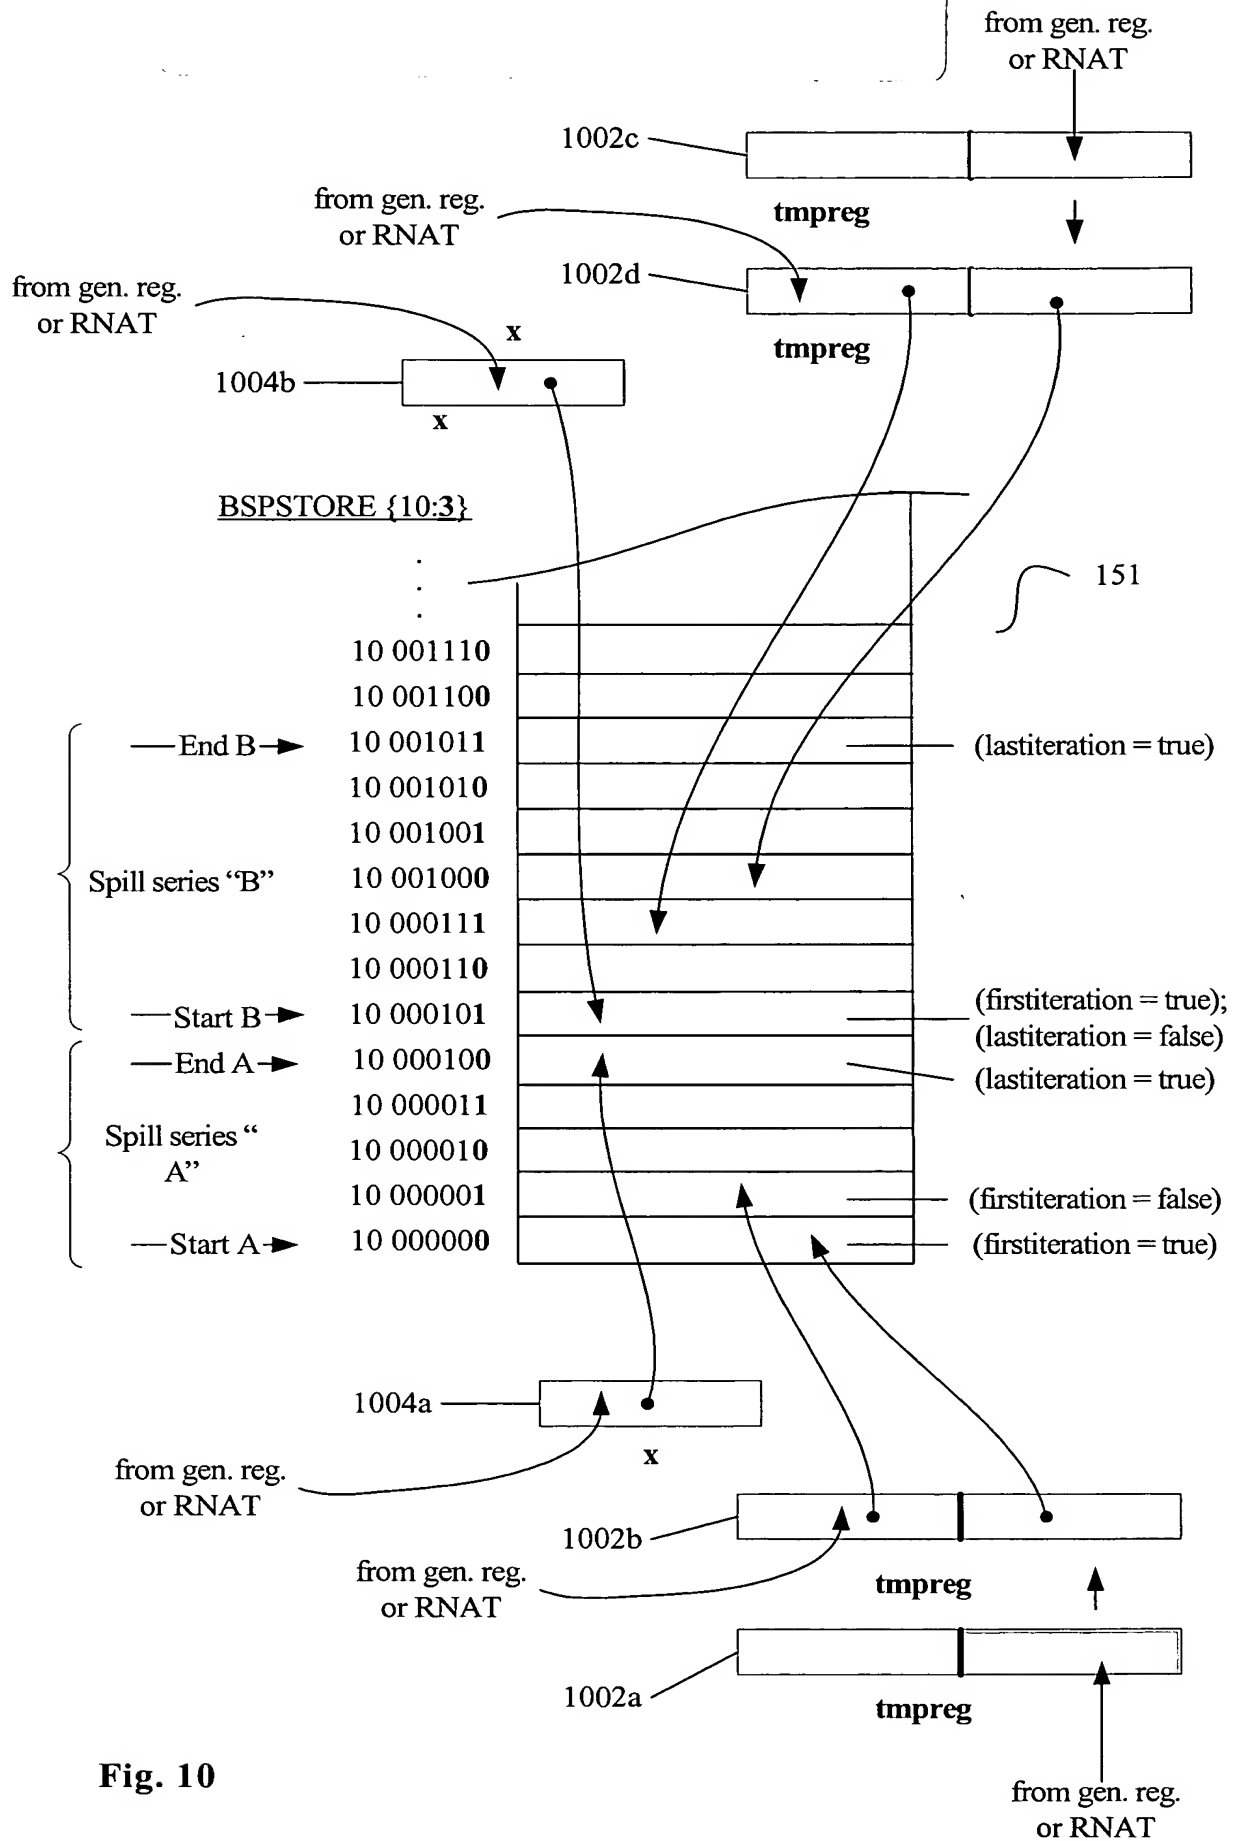 from gen. reg.
or RNAT
1002c
from gen. reg.
or RNAT
tmpreg
1002d
from gen. reg.
or RNAT
x
tmpreg
1004b
x
BSPSTORE {10:3}
.
.
.
151
10 001110
10 001100
End B
10 001011
(lastiteration = true)
10 001010
10 001001
Spill series “B”
10 001000
10 000111
10 000110
Start B
10 000101
(firstiteration = true);
(lastiteration = false)
End A
10 000100
(lastiteration = true)
10 000011
Spill series “
A”
10 000010
10 000001
(firstiteration = false)
Start A
10 000000
(firstiteration = true)
1004a
x
from gen. reg.
or RNAT
1002b
from gen. reg.
or RNAT
tmpreg
1002a
tmpreg
Fig. 10
from gen. reg.
or RNAT